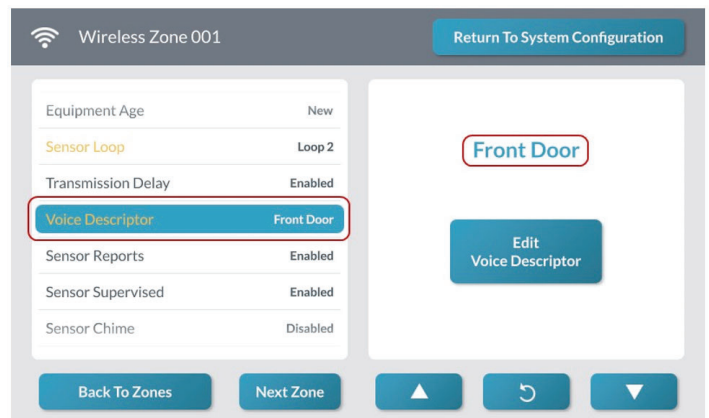 Wireless Zone 001
Return To System Configuration
Equipment Age New
Sensor Loop Loop 2
Transmission Delay Enabled
Voice Descriptor Front Door
Sensor Reports Enabled
Sensor Supervised Enabled
Sensor Chime Disabled
Front Door
Edit
Voice Descriptor
Back To Zones
Next Zone